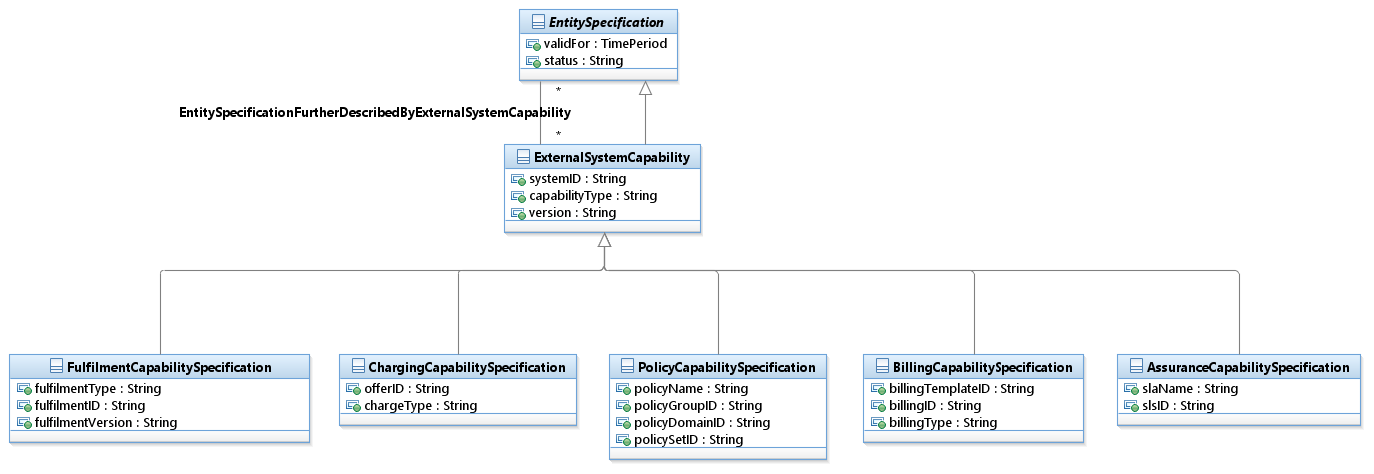 EntitySpecification
validFor : TimePeriod
status : String
*
EntitySpecificationFurtherDescribedByExternalSystemCapability
*
ExternalSystemCapability
systemID : String
capabilityType : String
version : String
FulfilmentCapabilitySpecification
fulfilmentType : String
fulfilmentID : String
fulfilmentVersion : String
ChargingCapabilitySpecification
offerID : String
chargeType : String
PolicyCapabilitySpecification
policyName : String
policyGroupID : String
policyDomainID : String
policySetID : String
BillingCapabilitySpecification
billingTemplateID : String
billingID : String
billingType : String
AssuranceCapabilitySpecification
slaName : String
slsID : String